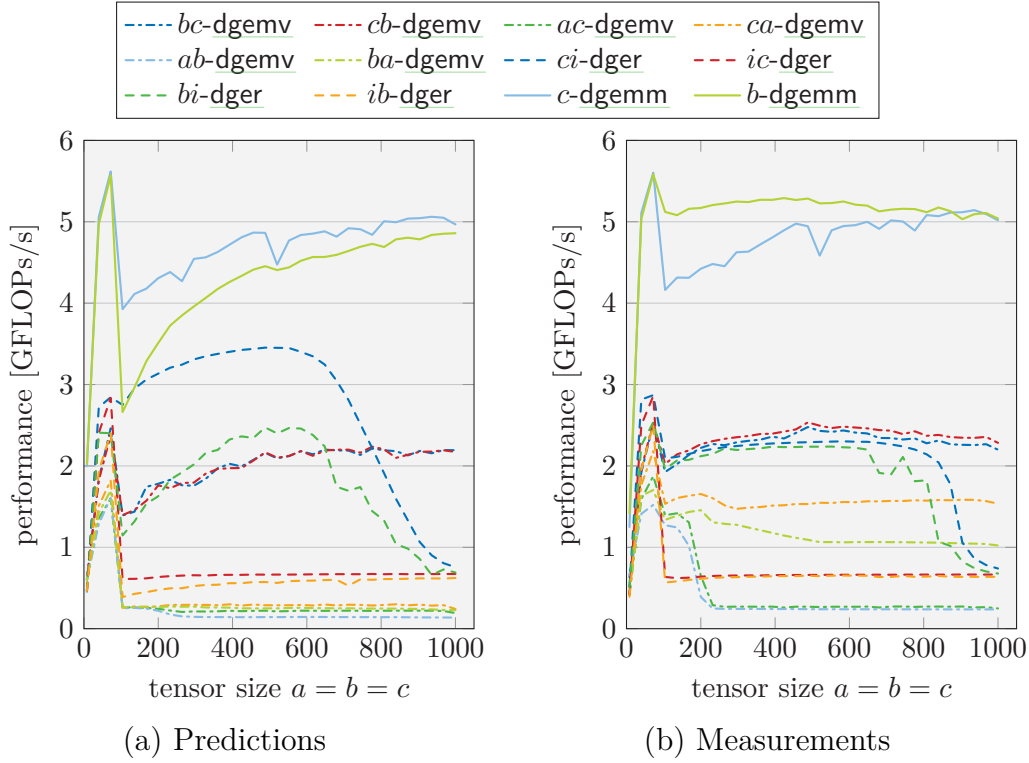 bc-dgemv cb-dgemv ac-dgemv ca-dgemv
ab-dgemv ba-dgemv ci-dger ic-dger
bi-dger ib-dger c-dgemm b-dgemm
performance [GFLOPs/s]
6
5
4
3
2
1
0
0 200 400 600 800 1000
tensor size a = b = c
(a) Predictions
performance [GFLOPs/s]
6
5
4
3
2
1
0
0 200 400 600 800 1000
tensor size a = b = c
(b) Measurements